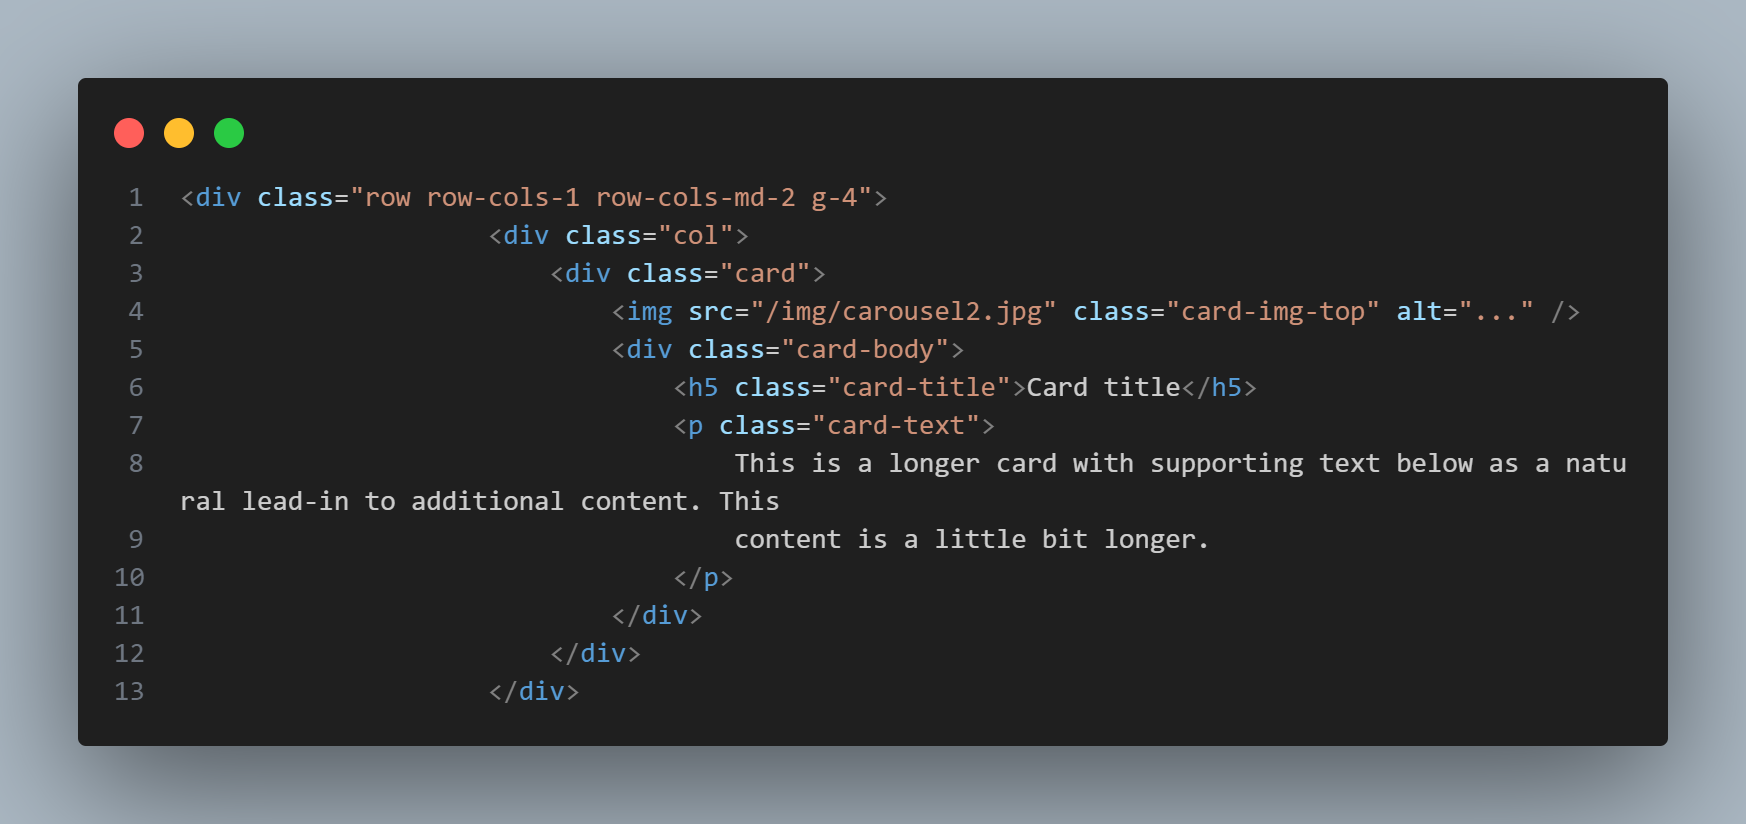 1 <div class="row row-cols-1 row-cols-md-2 g-4">
2 <div class="col">
3 <div class="card">
4 <img src="/img/carousel2.jpg" class="card-img-top" alt="..." />
5 <div class="card-body">
6 <h5 class="card-title">Card title</h5>
7 <p class="card-text">
8 This is a longer card with supporting text below as a natu
ral lead-in to additional content. This
9 content is a little bit longer.
10 </p>
11 </div>
12 </div>
13 </div>